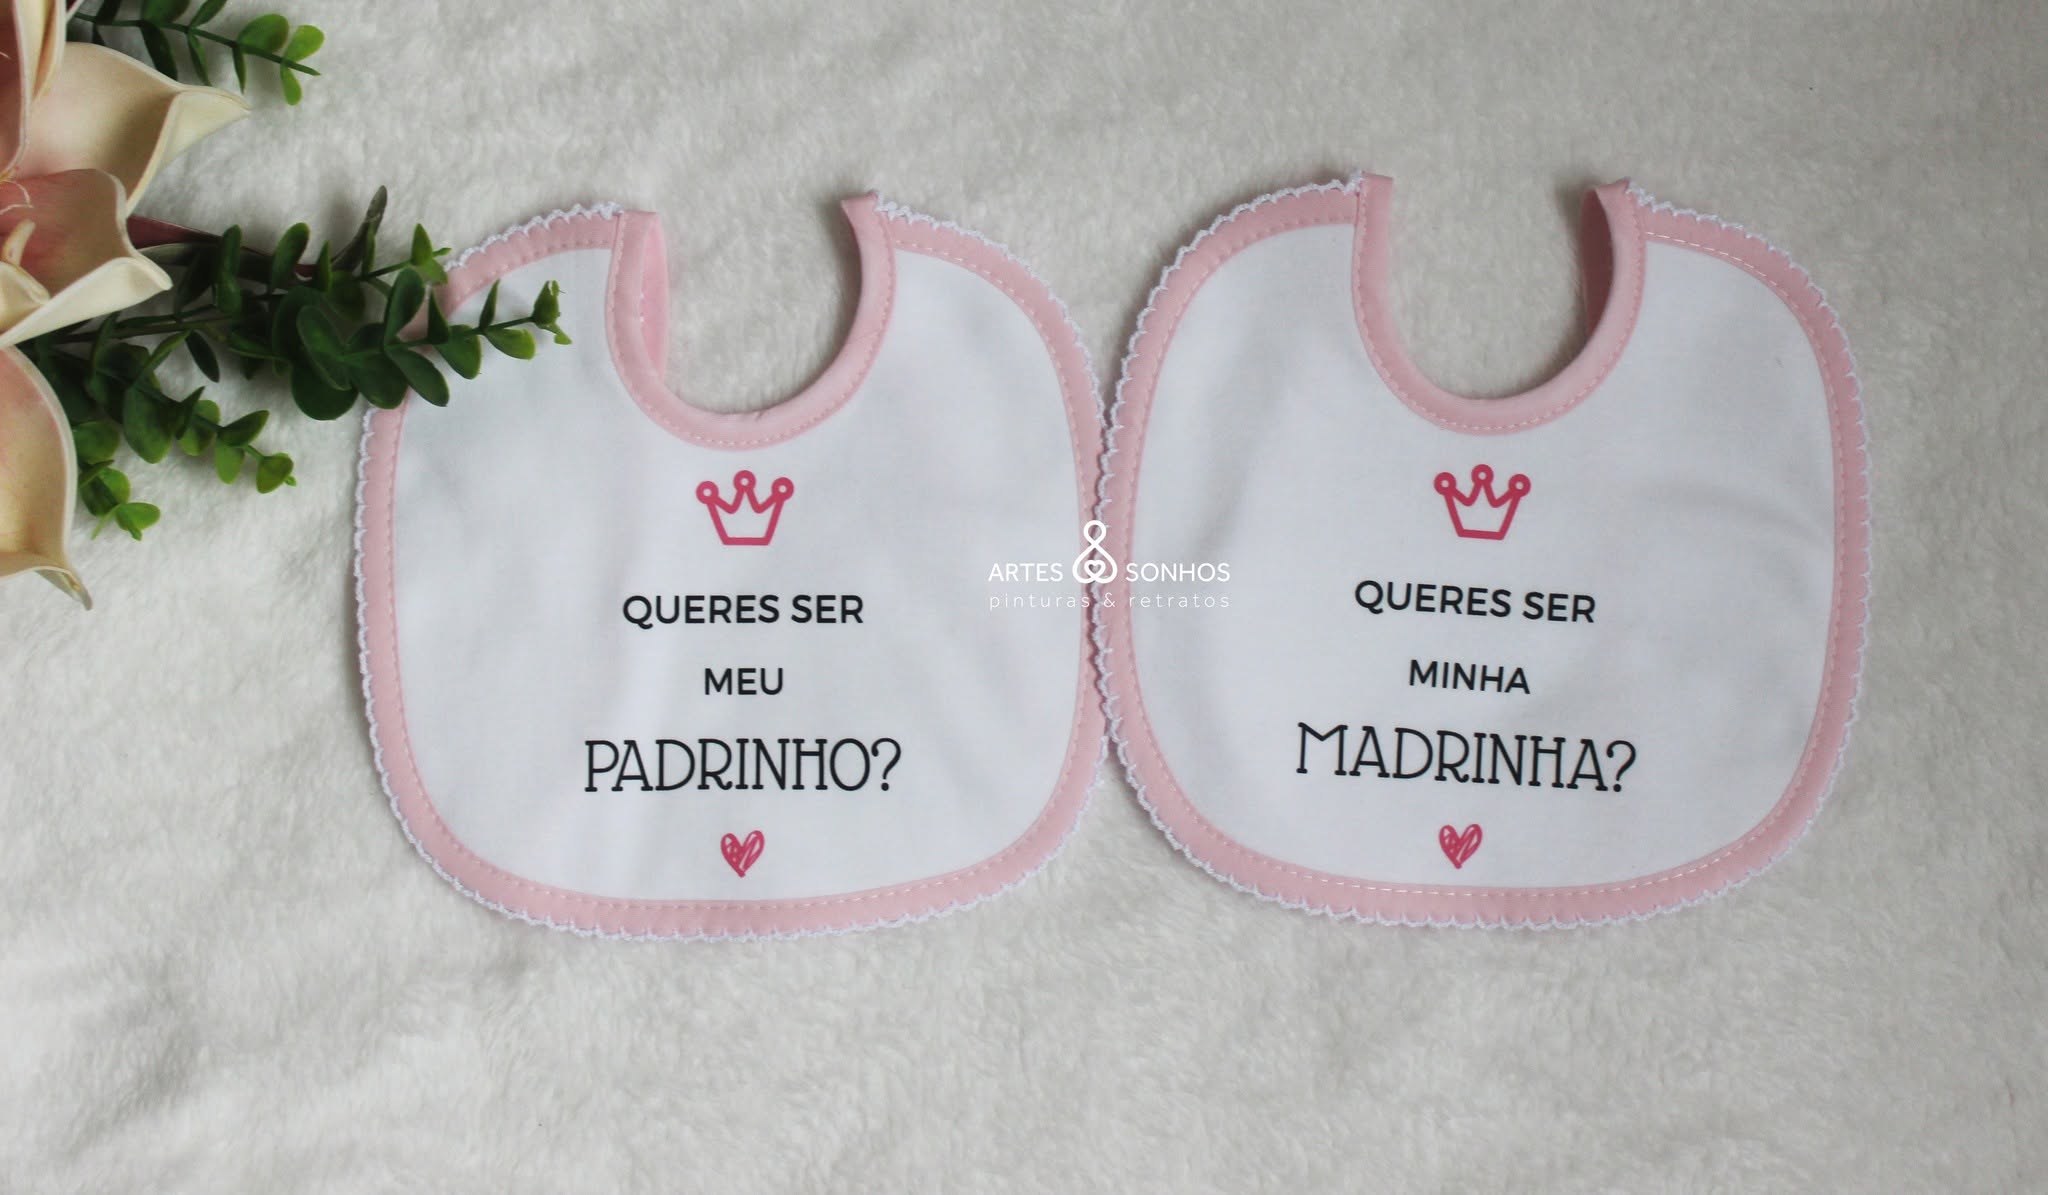 QUERES SER
MEU
PADRINHO?
QUERES SER
MINHA
MADRINHA?
ARTES & SONHOS
pinturas & retratos